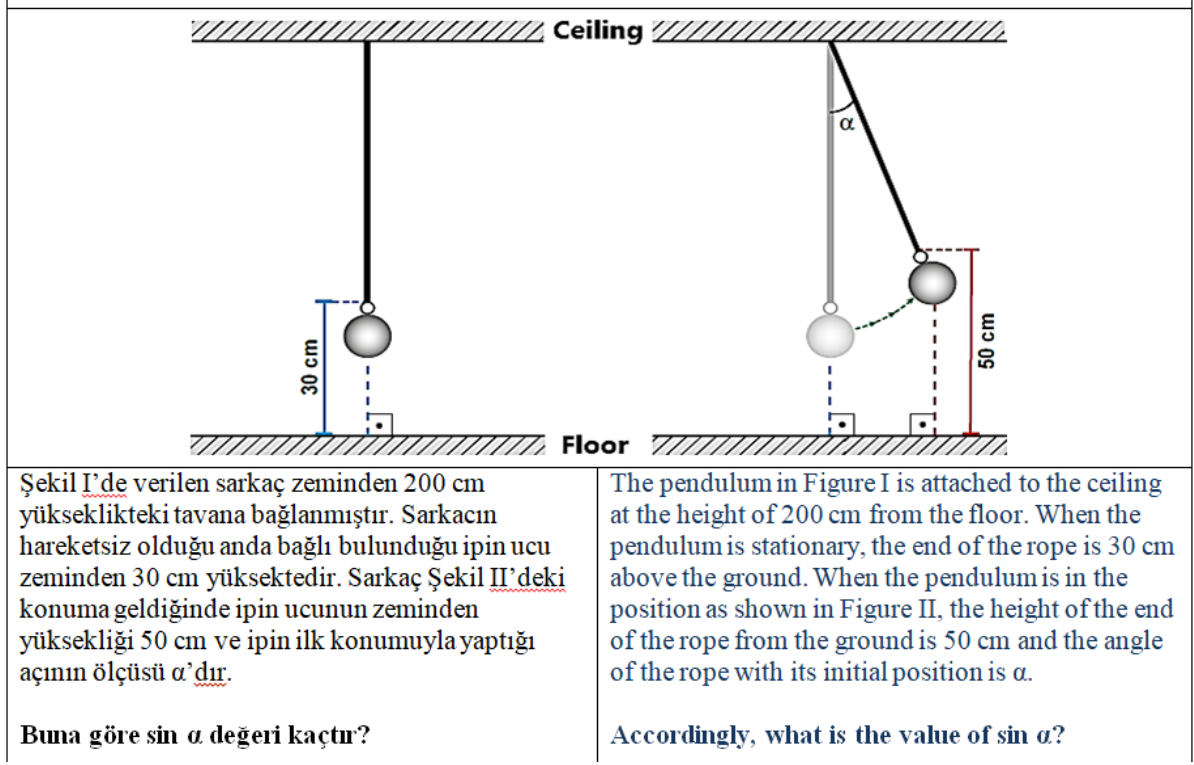 Ceiling
α
30 cm
50 cm
Floor
Şekil I’de verilen sarkaç zeminden 200 cm
yükseklikteki tavana bağlanmıştır. Sarkacın
hareketsiz olduğu anda bağlı bulunduğu ipin ucu
zeminden 30 cm yüksektedir. Sarkaç Şekil II’deki
konuma geldiğinde ipin ucunun zeminden
yüksekliği 50 cm ve ipin ilk konumuyla yaptığı
açının ölçüsü α’dır.
Buna göre sin α değeri kaçtır?
The pendulum in Figure I is attached to the ceiling
at the height of 200 cm from the floor. When the
pendulum is stationary, the end of the rope is 30 cm
above the ground. When the pendulum is in the
position as shown in Figure II, the height of the end
of the rope from the ground is 50 cm and the angle
of the rope with its initial position is α.
Accordingly, what is the value of sin α?